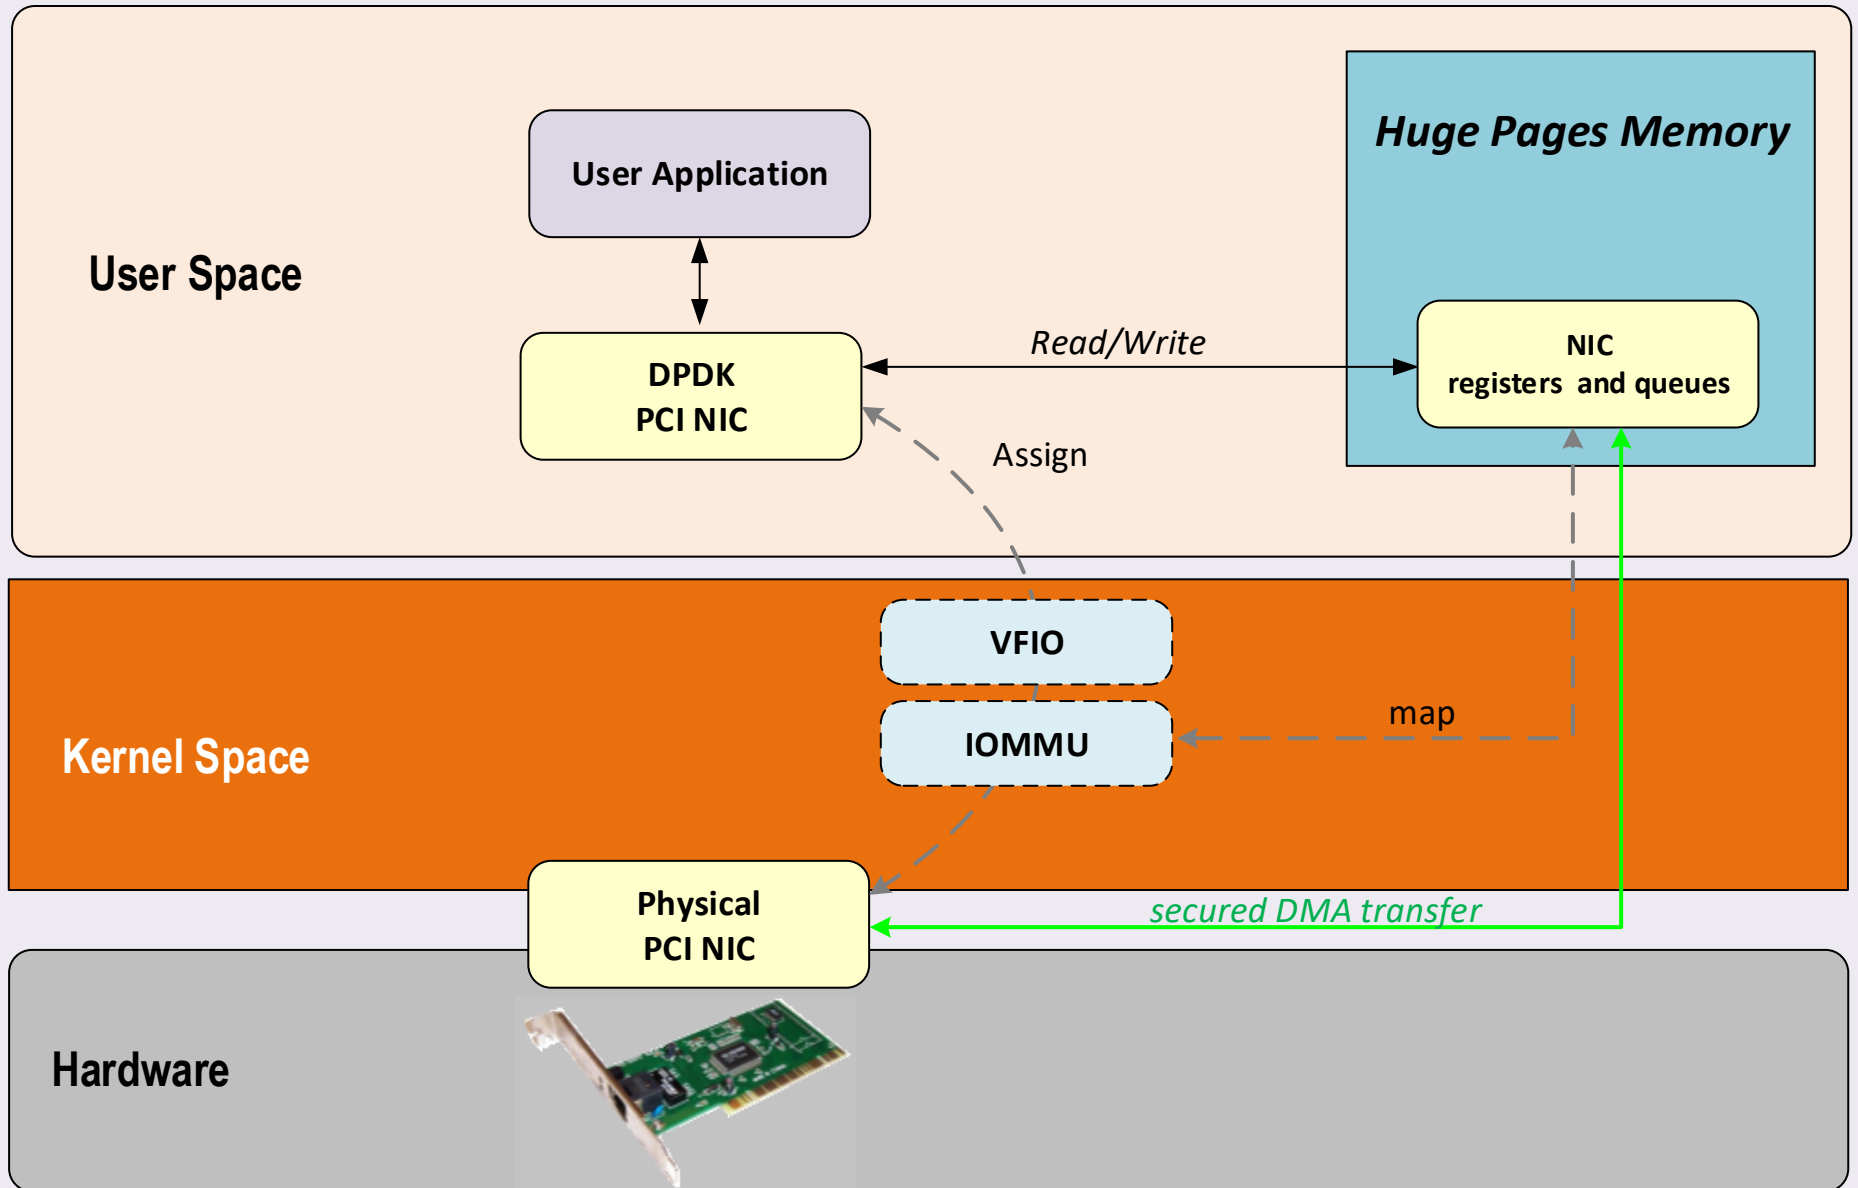 Huge Pages Memory
User Application
User Space
Read/Write
NIC
registers and queues
DPDK
PCI NIC
Assign
VFIO
map
IOMMU
Kernel Space
Physical
PCI NIC
secured DMA transfer
Hardware